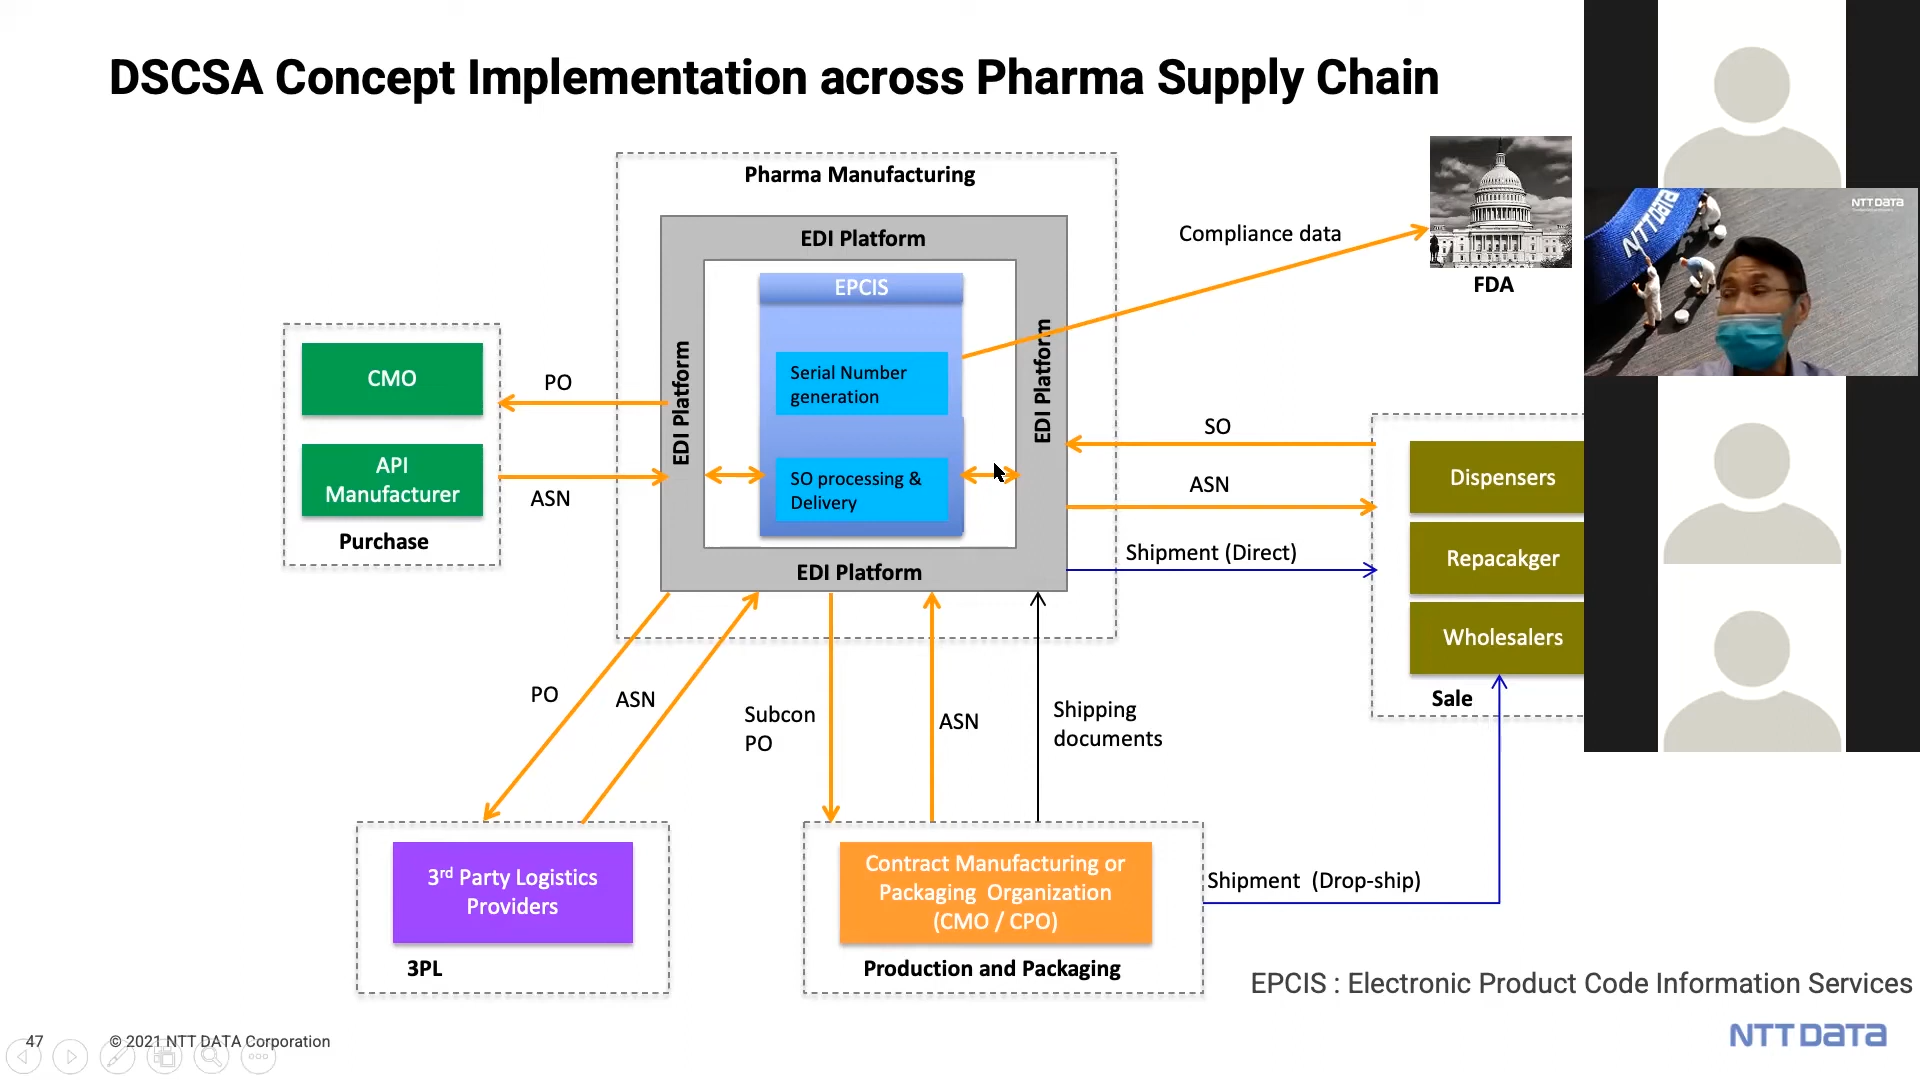 DSCSA Concept Implementation across Pharma Supply Chain
Pharma Manufacturing
EDI Platform
EPCIS
Serial Number
generation
SO processing &
Delivery
EDI Platform
EDI Platform
EDI Platform
Compliance data
FDA
CMO
API
Manufacturer
Purchase
PO
ASN
SO
ASN
Shipment (Direct)
Dispensers
Repacakger
Wholesalers
Sale
PO
ASN
Subcon
PO
ASN
Shipping
documents
3rd Party Logistics
Providers
3PL
Contract Manufacturing or
Packaging Organization
(CMO / CPO)
Production and Packaging
Shipment (Drop-ship)
EPCIS : Electronic Product Code Information Services
47
© 2021 NTT DATA Corporation
NTT DATA
NTT DATA
NTT DATA